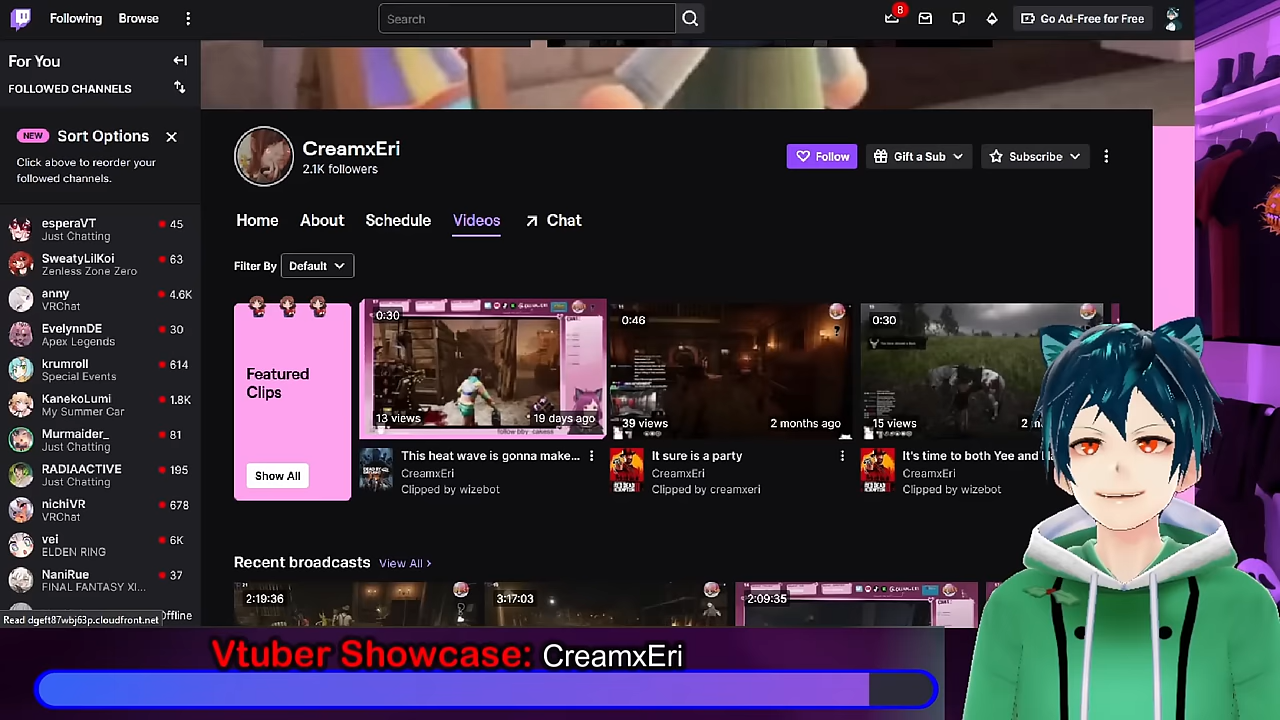 Following
Browse
Search
8
Go Ad-Free for Free
For You
FOLLOWED CHANNELS
NEW Sort Options
Click above to reorder your
followed channels.
esperaVT 45
Just Chatting
SweatyLilKoi 63
Zenless Zone Zero
anny 4.6K
VRChat
EvelynnDE 30
Apex Legends
krumroll 614
Special Events
KanekoLumi 1.8K
My Summer Car
Murmaider_ 81
Just Chatting
RADIAACTIVE 195
Just Chatting
nichiVR 678
VRChat
vei 6K
ELDEN RING
NaniRue 37
FINAL FANTASY XI...
Offline
Read dgeft87wbj63p.cloudfront.net
CreamxEri
2.1K followers
Follow
Gift a Sub
Subscribe
Home
About
Schedule
Videos
Chat
Filter By Default
Featured
Clips
Show All
0:30
13 views
19 days ago
This heat wave is gonna make...
CreamxEri
Clipped by wizebot
0:46
39 views
2 months ago
It sure is a party
CreamxEri
Clipped by creamxeri
0:30
15 views
It's time to both Yee and
CreamxEri
Clipped by wizebot
Recent broadcasts View All
2:19:36
3:17:03
2:09:35
Vtuber Showcase: CreamxEri